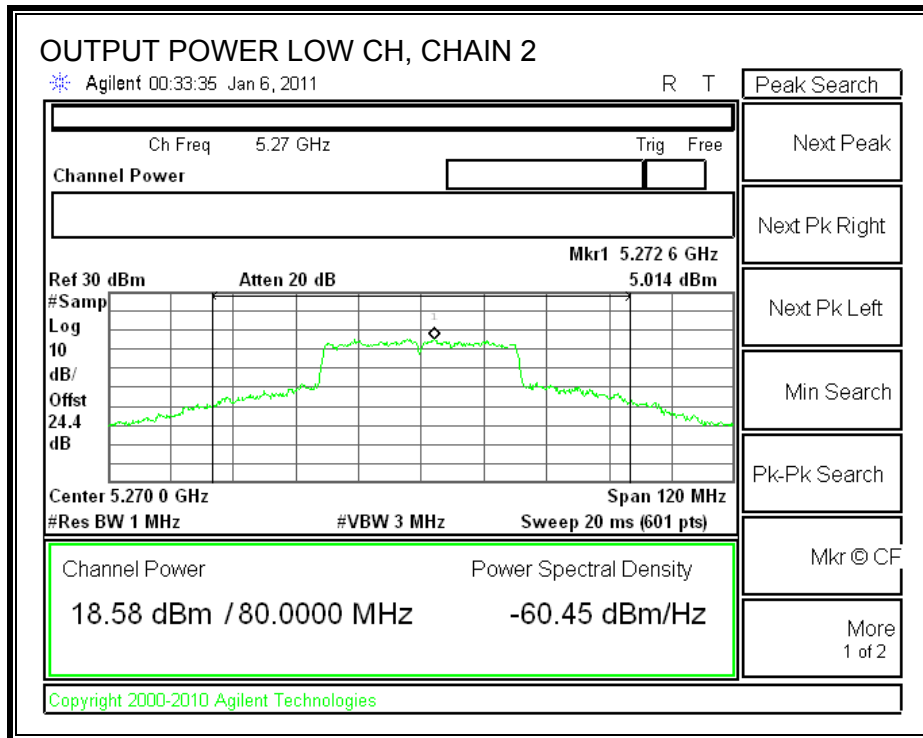 OUTPUT POWER LOW CH, CHAIN 2
Agilent 00:33:35 Jan 6, 2011 R T
Peak Search
Ch Freq 5.27 GHz Trig Free
Channel Power
Next Peak
Next Pk Right
Mkr1 5.272 6 GHz
Ref 30 dBm Atten 20 dB 5.014 dBm
#Samp
Log
10
dB/
Offst
24.4
dB
1
Next Pk Left
Min Search
Pk-Pk Search
Center 5.270 0 GHz Span 120 MHz
#Res BW 1 MHz #VBW 3 MHz Sweep 20 ms (601 pts)
Channel Power Power Spectral Density
18.58 dBm / 80.0000 MHz -60.45 dBm/Hz
Mkr © CF
More
1 of 2
Copyright 2000-2010 Agilent Technologies